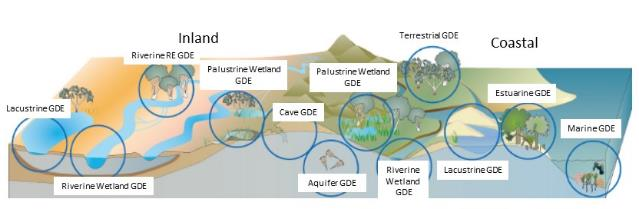 Inland
Coastal
Terrestrial GDE
Riverine RE GDE
Palustrine Wetland
GDE
Palustrine Wetland
GDE
Estuarine GDE
Lacustrine GDE
Cave GDE
Marine GDE
Riverine Wetland GDE
Aquifer GDE
Riverine
Wetland
GDE
Lacustrine GDE